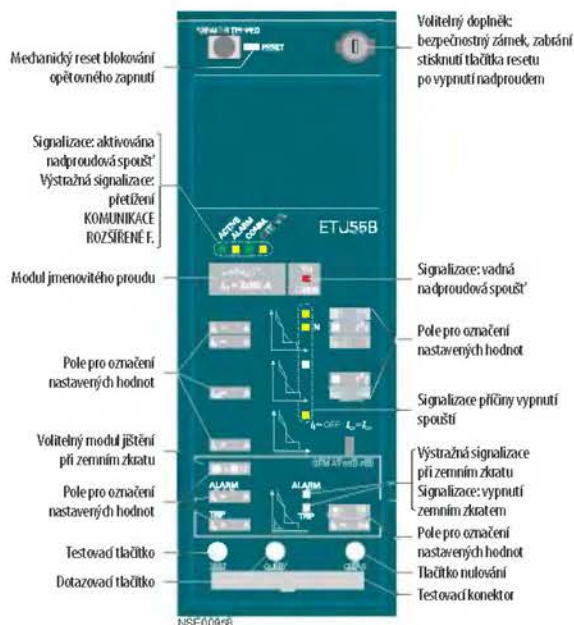 Mechanický reset blokování
opětovného zapnutí
RESET
Volitelný doplněk:
bezpečnostný zámek, zabrání
stisknutí tlačítka resetu
po vypnutí nadproudem
Signalizace: aktivována
nadproudová spoušť
Výstražná signalizace:
přetížení
KOMUNIKACE
ROZŠÍŘENÉ F.
ACTIVE
ALARM
COMM.
ETU55B
Modul jmenovitého proudu
Signalizace: vadná
nadproudová spoušť
N
Pole pro označení
nastavených hodnot
Pole pro označení
nastavených hodnot
Signalizace příčiny vypnutí
spouští
Volitelný modul jištění
při zemním zkratu
Výstražná signalizace
při zemním zkratu
Signalizace: vypnutí
zemním zkratem
ALARM
ALARM
Pole pro označení
nastavených hodnot
TRIP
TRIP
Pole pro označení
nastavených hodnot
Testovací tlačítko
TEST
QUERY
CLEAR
Tlačítko nulování
Dotazovací tlačítko
Testovací konektor